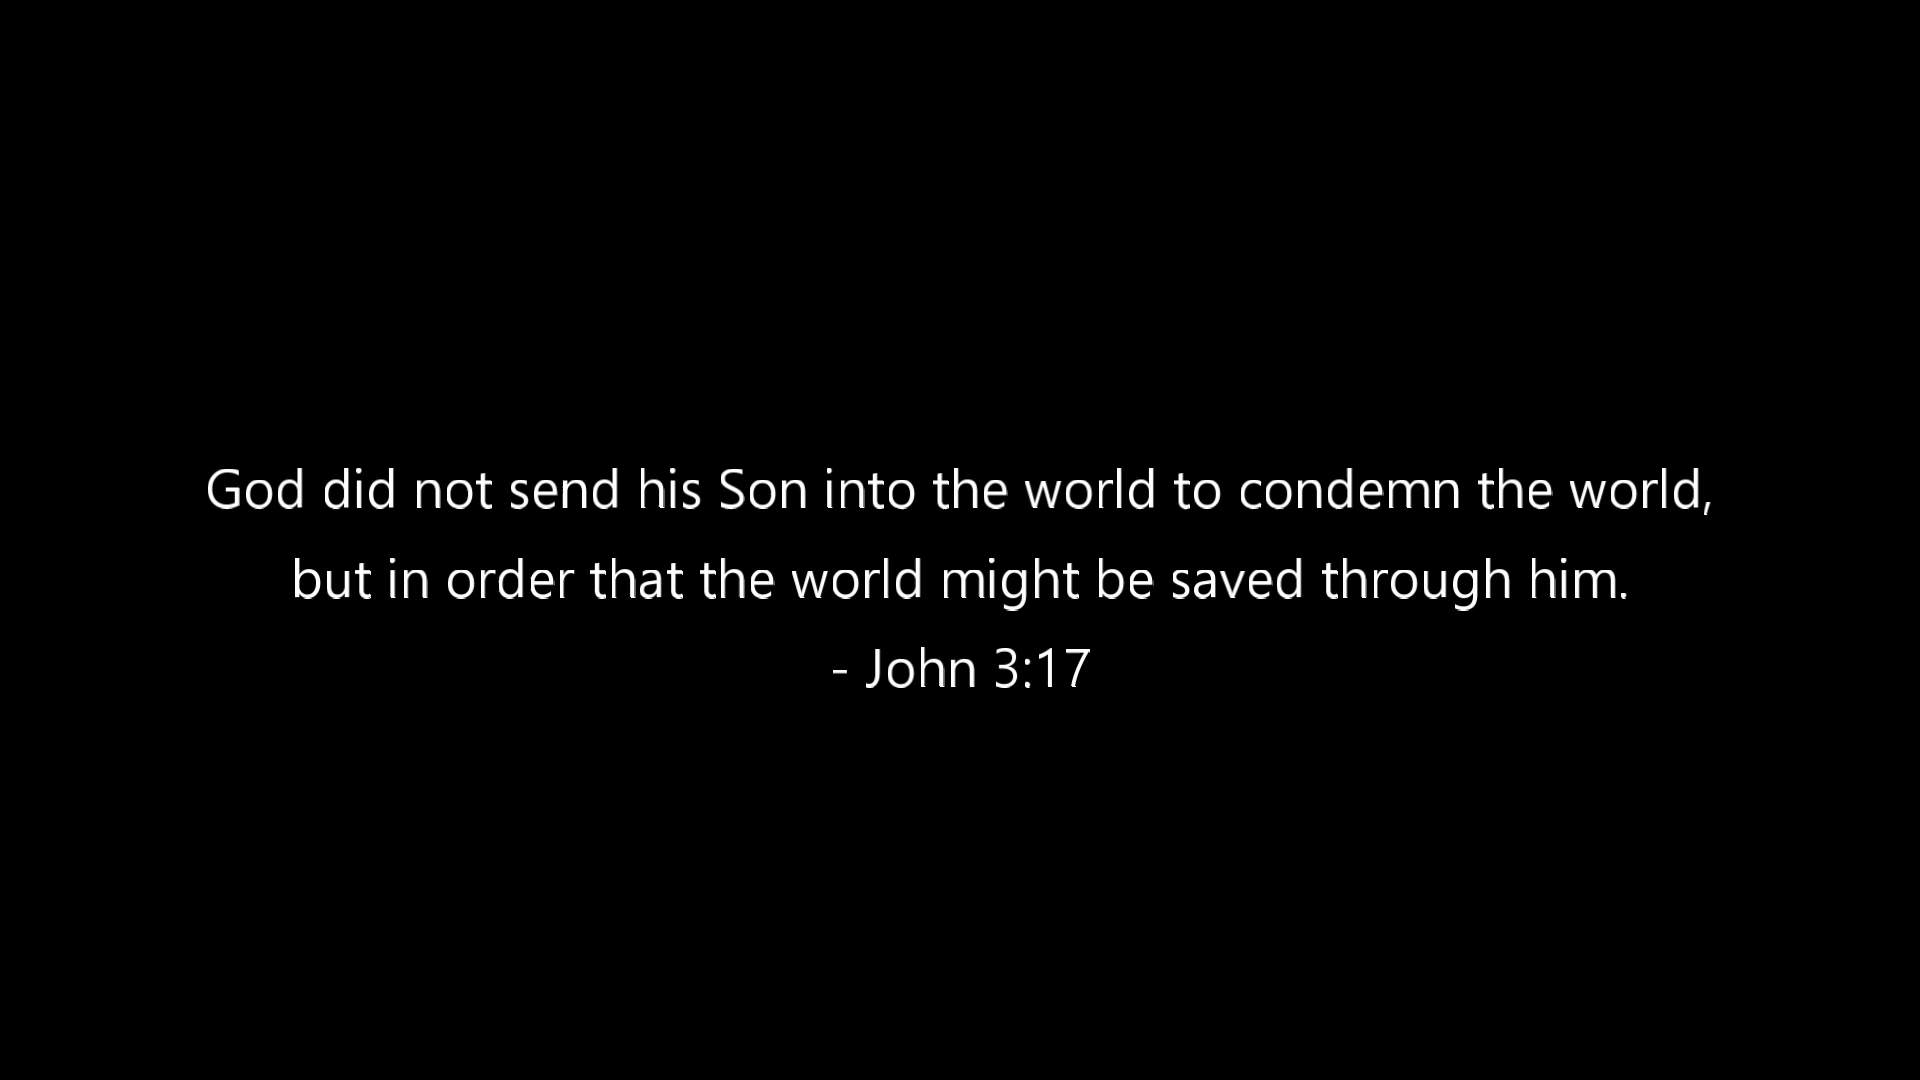 God did not send his Son into the world to condemn the world,
but in order that the world might be saved through him.
- John 3:17